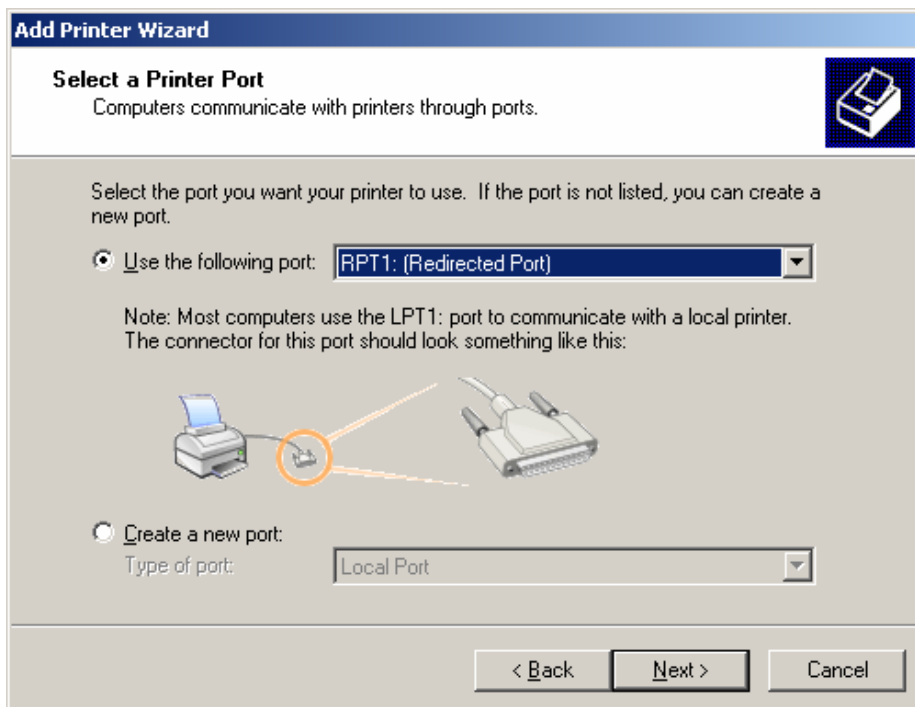 Add Printer Wizard
Select a Printer Port
Computers communicate with printers through ports.
Select the port you want your printer to use.  If the port is not listed, you can create a
new port.
Use the following port:
RPT1: (Redirected Port)
Note: Most computers use the LPT1: port to communicate with a local printer.
The connector for this port should look something like this:
Create a new port:
Type of port:
Local Port
< Back
Next >
Cancel